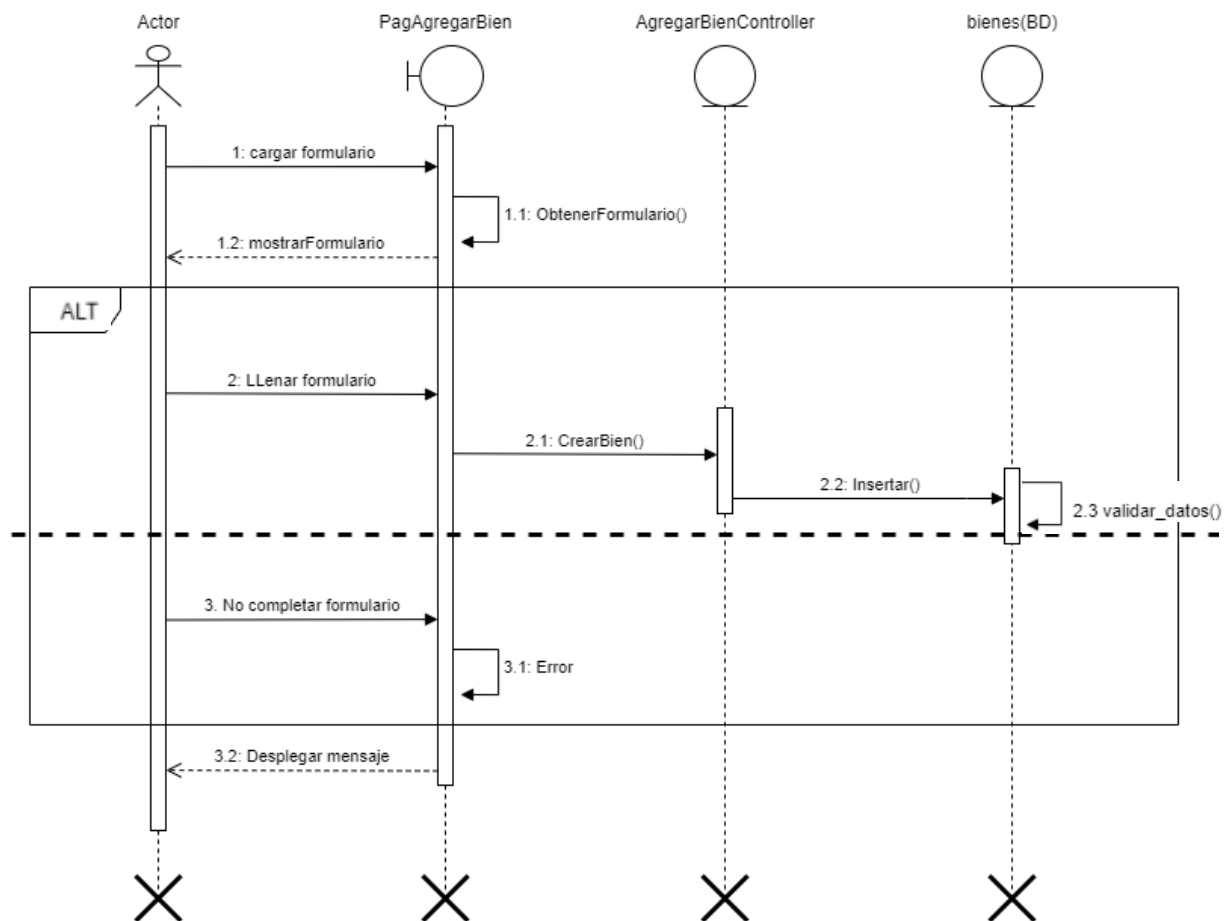 Actor
PagAgregarBien
AgregarBienController
bienes(BD)
1: cargar formulario
1.1: ObtenerFormulario()
1.2: mostrarFormulario
ALT
2: LLenar formulario
2.1: CrearBien()
2.2: Insertar()
2.3 validar_datos()
3. No completar formulario
3.1: Error
3.2: Desplegar mensaje